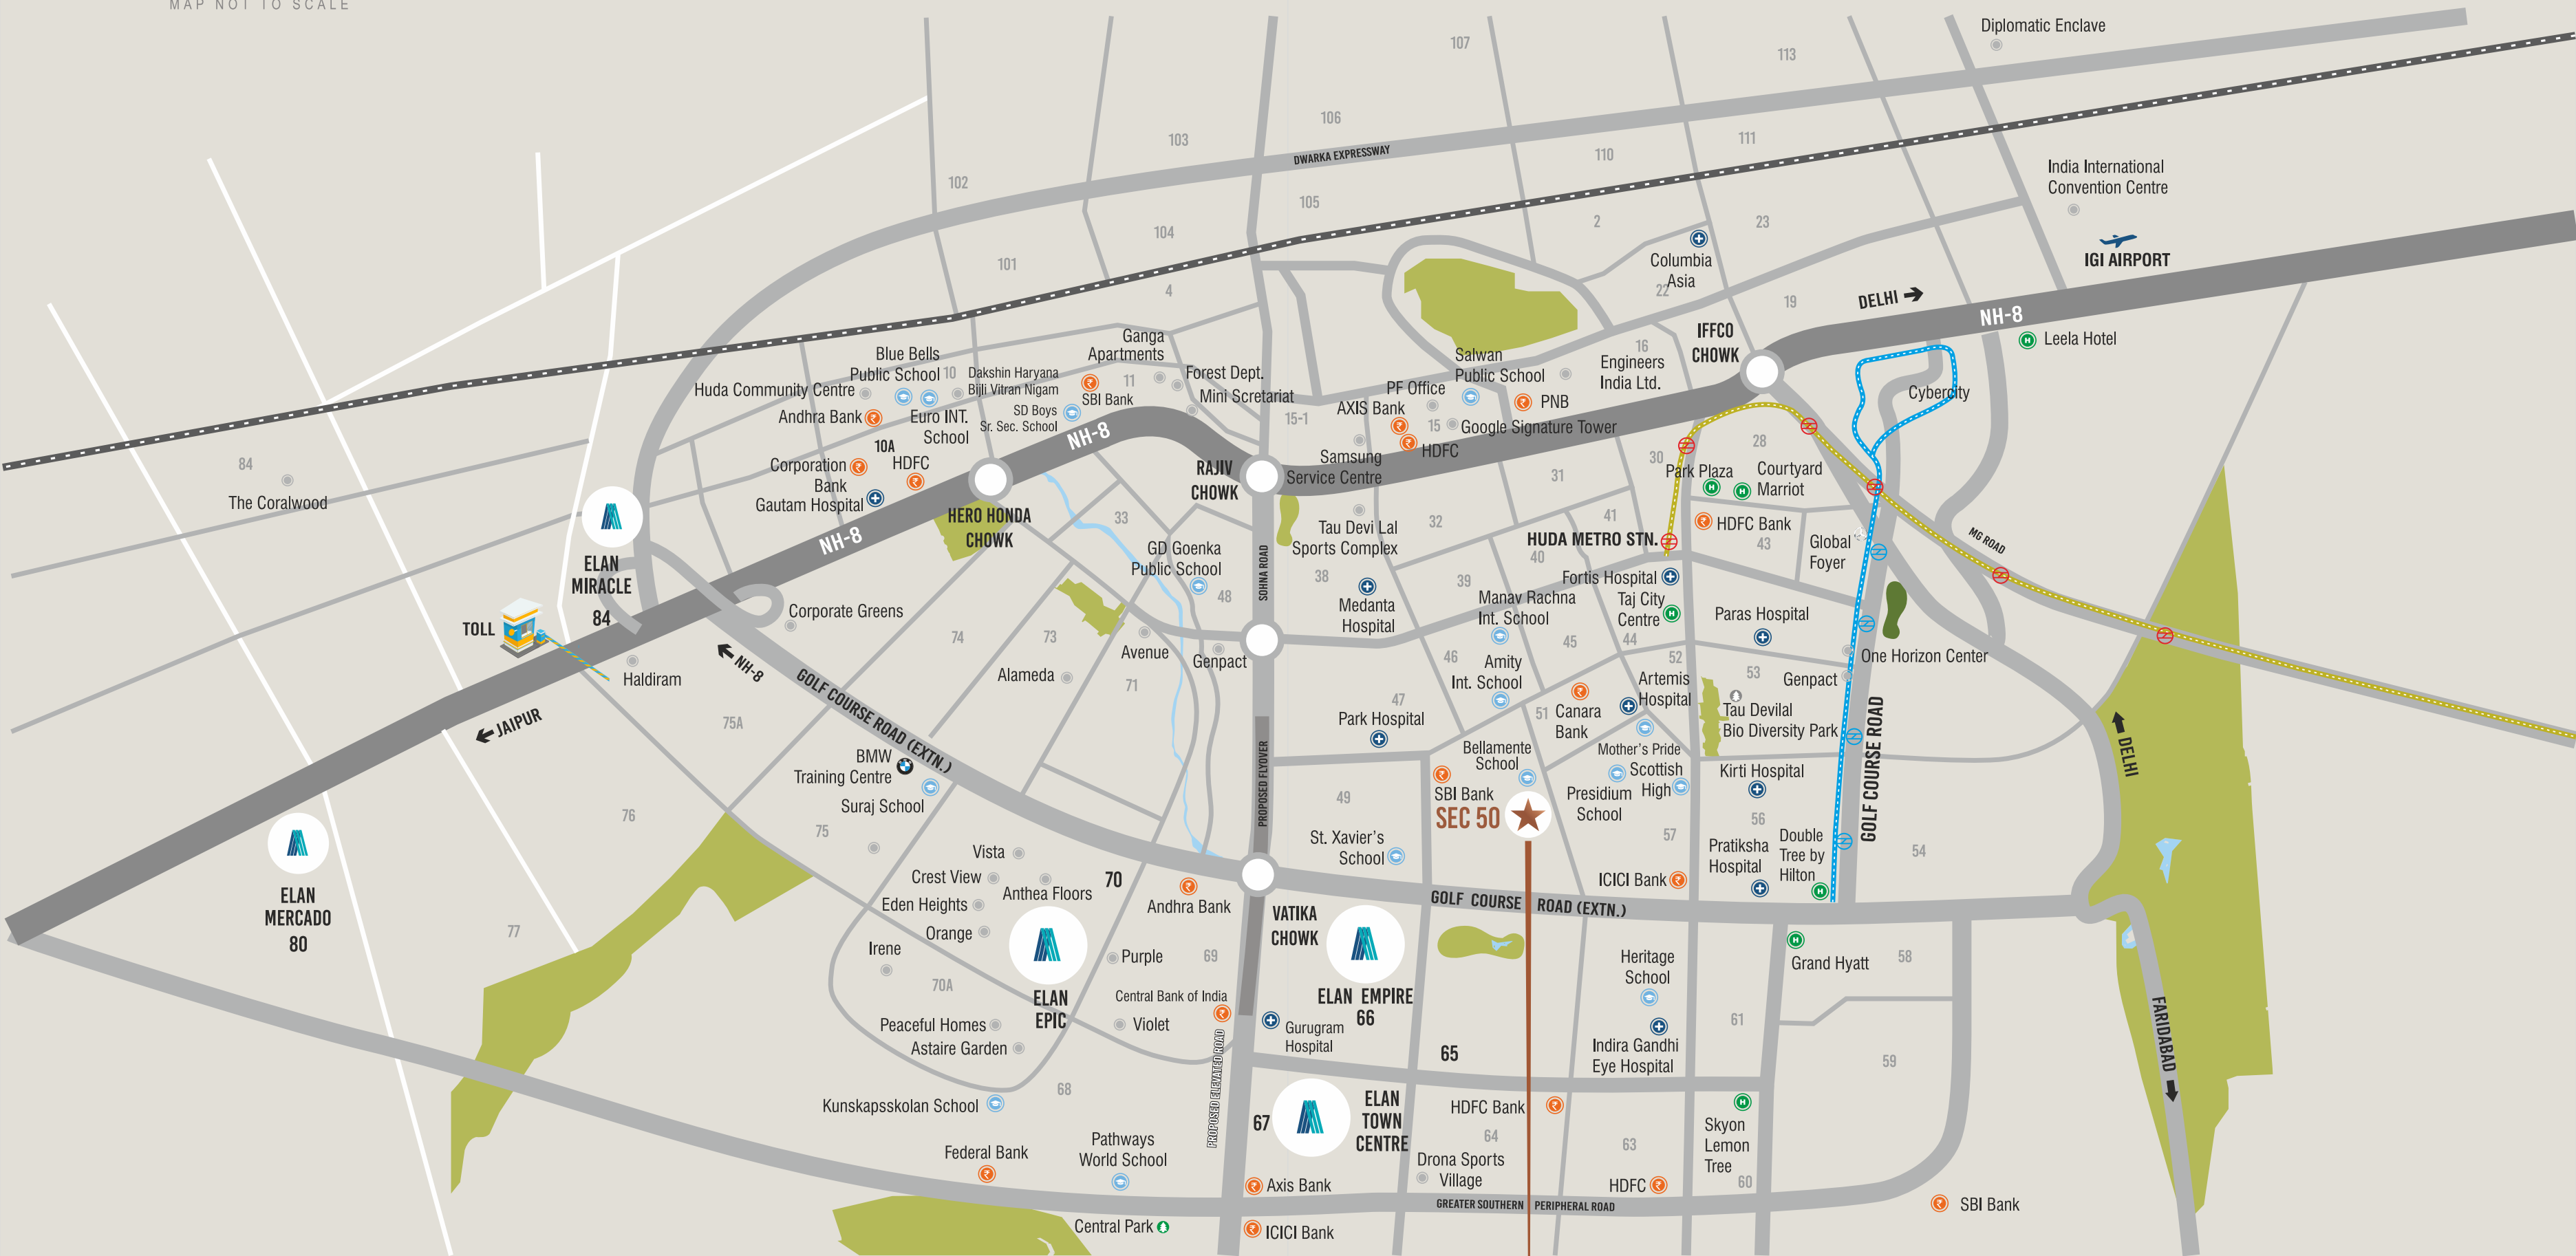 MAP NOT TO SCALE
Diplomatic Enclave
107
113
106
103
DWARKA EXPRESSWAY
110
111
102
India International
Convention Centre
105
2
23
104
101
Columbia
Asia
22
IGI AIRPORT
4
19
DELHI
NH-8
IFFCO
CHOWK
Leela Hotel
Ganga
Apartments
16
Blue Bells
Public School
10
Dakshin Haryana
Bijli Vitran Nigam
11
Forest Dept.
Mini Scretariat
SBI Bank
Huda Community Centre
Andhra Bank
Euro INT.
School
SD Boys
Sr. Sec. School
NH-8
Salwan
Public School
Engineers
India Ltd.
PF Office
PNB
AXIS Bank
15-1
15
Google Signature Tower
HDFC
Samsung
Service Centre
Cybercity
10A
HDFC
Corporation
Bank
Gautam Hospital
RAJIV
CHOWK
28
30
31
Park Plaza
Courtyard
Marriot
84
The Coralwood
HERO HONDA
CHOWK
NH-8
33
32
41
Tau Devi Lal
Sports Complex
HUDA METRO STN.
HDFC Bank
43
Global
Foyer
MG ROAD
GD Goenka
Public School
48
SOHNA ROAD
38
Medanta
Hospital
40
39
Fortis Hospital
Taj City
Centre
Manav Rachna
Int. School
Paras Hospital
ELAN
MIRACLE
84
TOLL
Haldiram
Corporate Greens
NH-8
GOLF COURSE ROAD (EXTN.)
74
73
Avenue
Genpact
Alameda
71
46
45
44
52
53
Amity
Int. School
Artemis
Hospital
One Horizon Center
Genpact
47
Park Hospital
51
Canara
Bank
Tau Devilal
Bio Diversity Park
JAIPUR
75A
Bellamente
School
Mother's Pride
Scottish
High
Presidium
School
Kirti Hospital
GOLF COURSE ROAD
DELHI
BMW
Training Centre
Suraj School
PROPOSED FLYOVER
49
SBI Bank
SEC 50
76
75
St. Xavier's
School
57
56
Pratiksha
Hospital
Double
Tree by
Hilton
54
ELAN
MERCADO
80
Vista
Crest View
Anthea Floors
70
Eden Heights
Orange
Andhra Bank
VATIKA
CHOWK
ICICI Bank
GOLF COURSE ROAD (EXTN.)
77
Irene
Purple
69
70A
ELAN
EPIC
ELAN EMPIRE
66
Heritage
School
Grand Hyatt
58
Central Bank of India
Violet
Peaceful Homes
Astaire Garden
Gurugram
Hospital
65
Indira Gandhi
Eye Hospital
61
59
FARIDABAD
PROPOSED ELEVATED ROAD
68
Kunskapsskolan School
67
ELAN
TOWN
CENTRE
HDFC Bank
64
63
Skyon
Lemon
Tree
60
Federal Bank
Pathways
World School
Drona Sports
Village
Axis Bank
HDFC
GREATER SOUTHERN PERIPHERAL ROAD
SBI Bank
Central Park
ICICI Bank